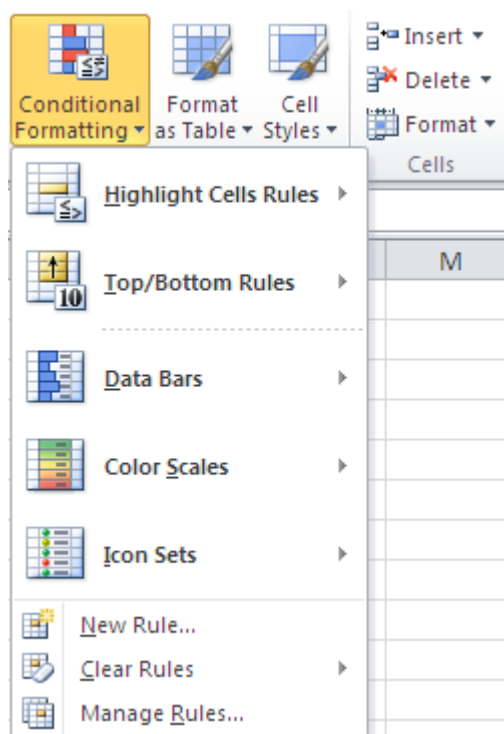 Conditional Formatting
Format as Table
Cell Styles
Insert
Delete
Format
Cells
Highlight Cells Rules
10
Top/Bottom Rules
M
Data Bars
Color Scales
Icon Sets
New Rule...
Clear Rules
Manage Rules...